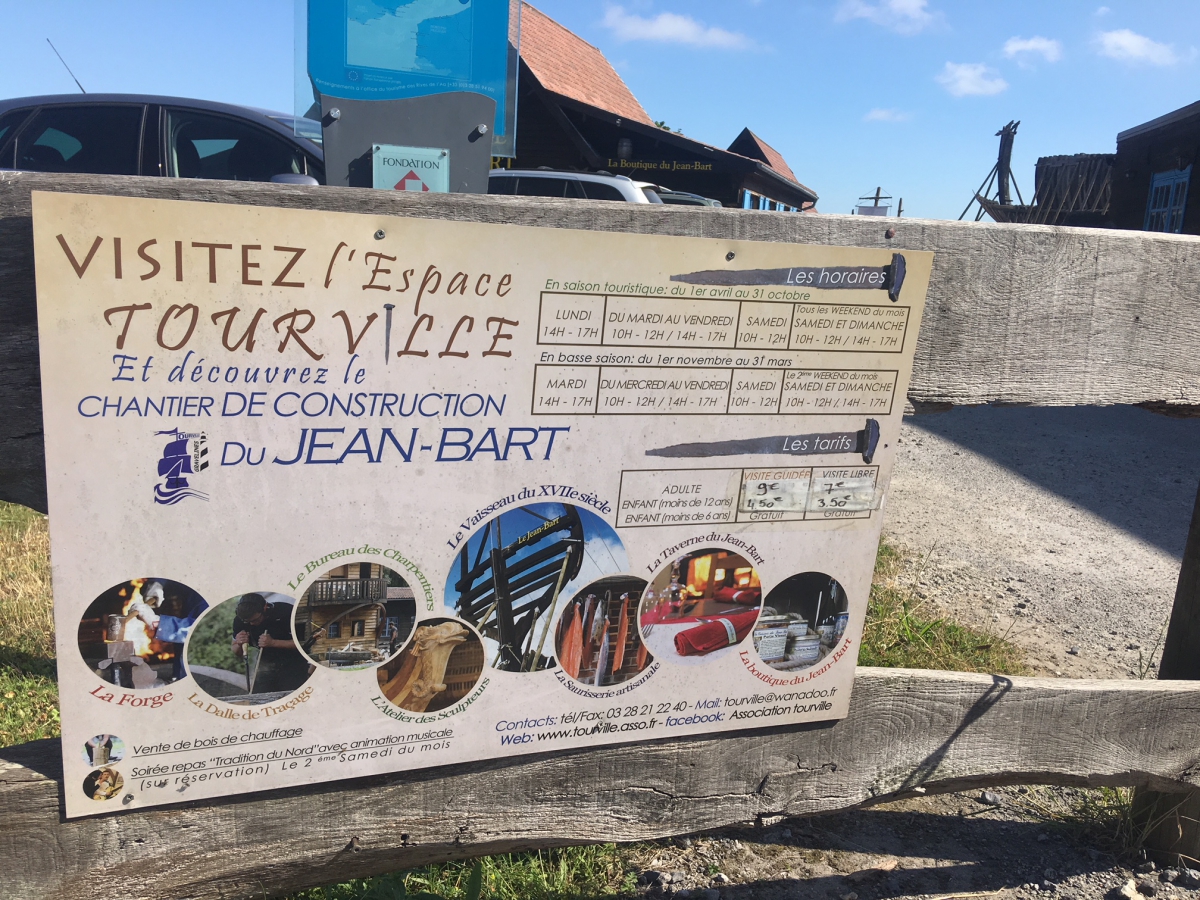 FONDATION
La Boutique du Jean-Bart
VISITEZ l'Espace
TOURVILLE
Et découvrez le
CHANTIER DE CONSTRUCTION
DU JEAN-BART
Les horaires
En saison touristique: du 1er avril au 31 octobre
LUNDI
14H - 17H
DU MARDI AU VENDREDI
10H - 12H / 14H - 17H
SAMEDI
10H - 12H
Tous les WEEKEND du mois
SAMEDI ET DIMANCHE
10H - 12H / 14H - 17H
En basse saison: du 1er novembre au 31 mars
MARDI
14H - 17H
DU MERCREDI AU VENDREDI
10H - 12H / 14H - 17H
SAMEDI
10H - 12H
Le 2ème WEEKEND du mois
SAMEDI ET DIMANCHE
10H - 12H / 14H - 17H
Les tarifs
VISITE GUIDÉE VISITE LIBRE
ADULTE 9€ 7€
ENFANT (moins de 12 ans) 4.50€ 3.50€
ENFANT (moins de 6 ans) Gratuit Gratuit
Le Vaisseau du XVIIe siècle
Le Jean-Bart
Le Bureau des Charpentiers
La Taverne du Jean-Bart
La Forge
La Dalle de Traçage
L'Atelier des Sculpteurs
La Saurisserie artisanale
La boutique du Jean-Bart
Contacts: tél/Fax: 03 28 21 22 40 - Mail: tourville@wanadoo.fr
Web: www.tourville.asso.fr - facebook: Association tourville
Vente de bois de chauffage
Soirée repas "Tradition du Nord"avec animation musicale
(sur réservation) Le 2 ème Samedi du mois